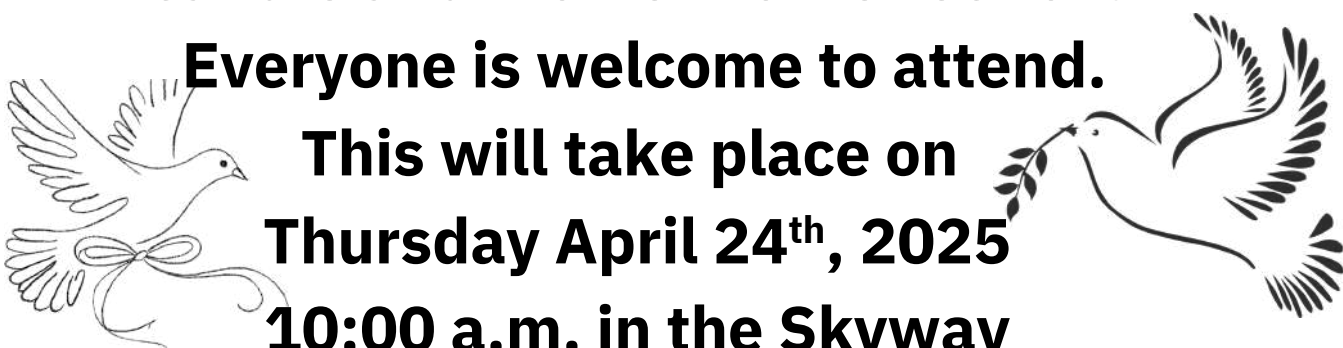 Everyone is welcome to attend.
This will take place on
Thursday April 24th, 2025
10:00 a.m. in the Skyway